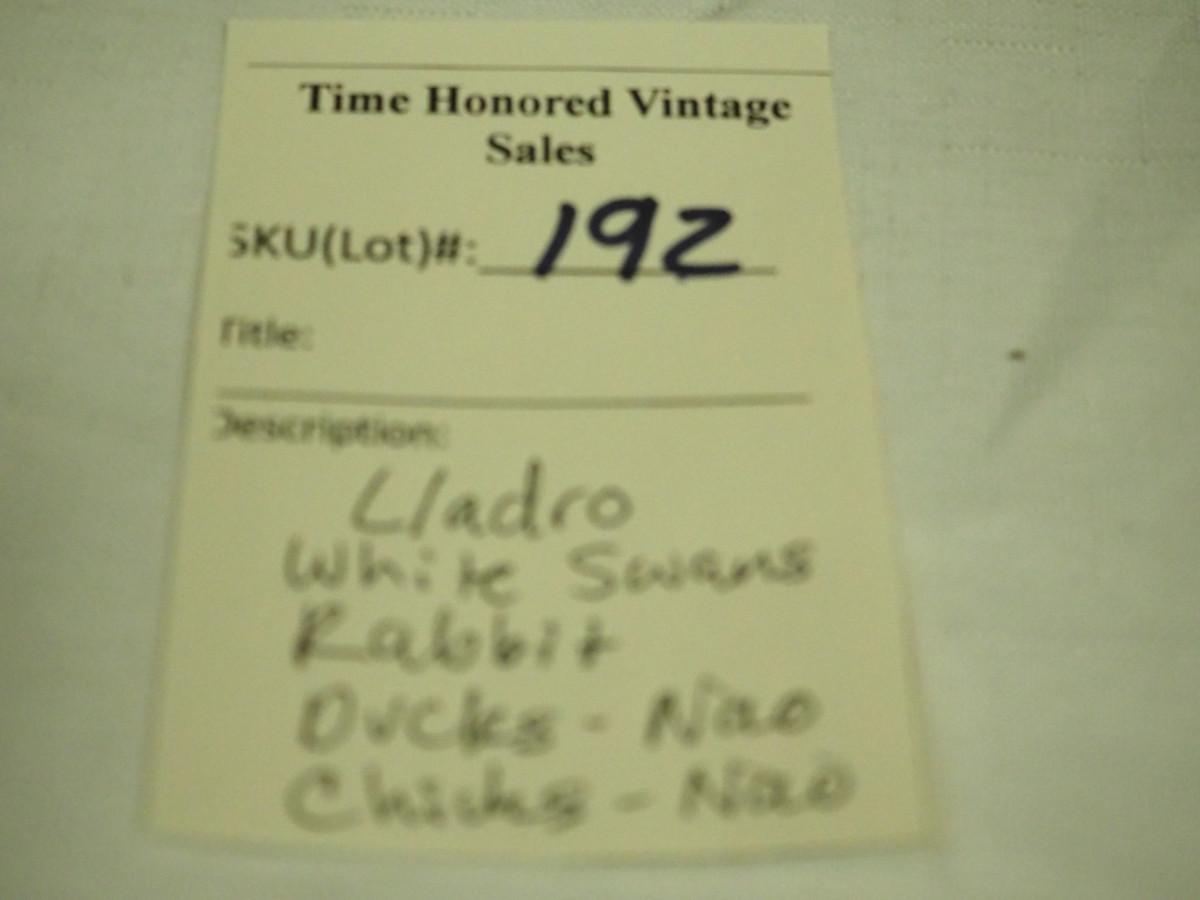 Time Honored Vintage
Sales
SKU(Lot)#: 192
Title:
Description:
Lladro
White Swans
Rabbit
Ducks - Nao
Chicks - Nao